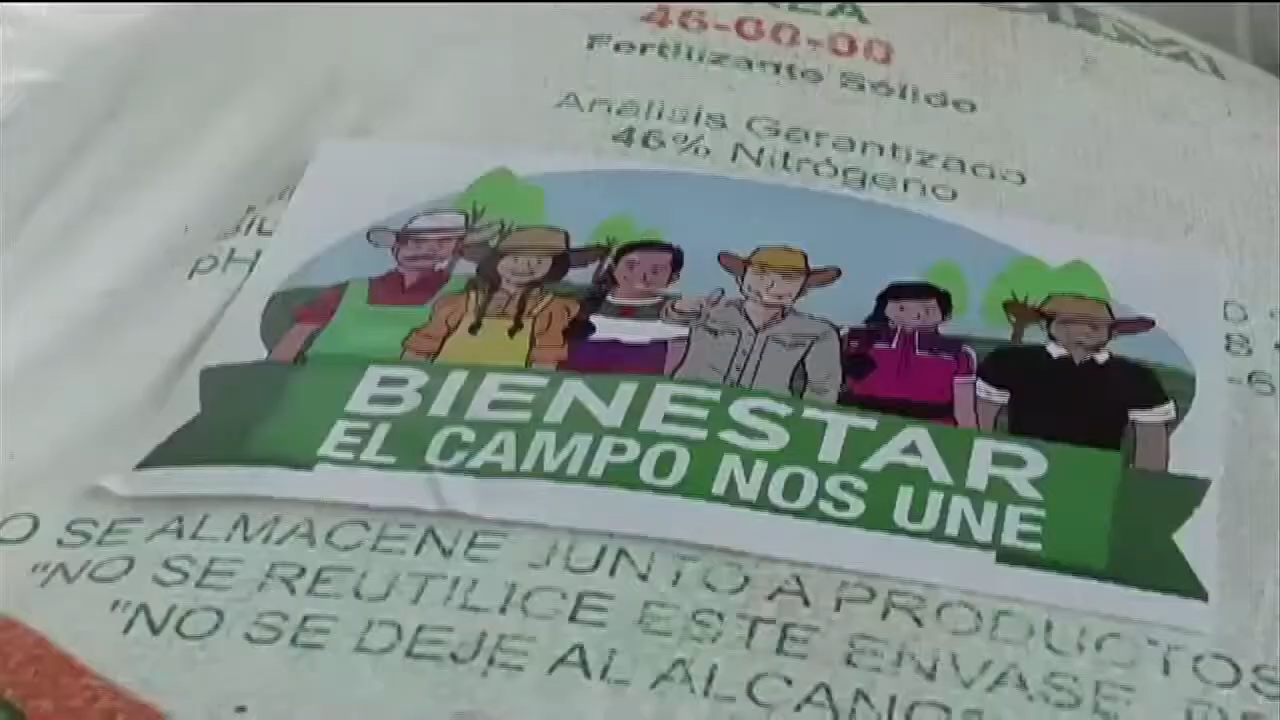 46-00-00
Fertilizante Sólido
Análisis Garantizado
46% Nitrógeno
pH
BIENESTAR
EL CAMPO NOS UNE
O SE ALMACENE JUNTO A PRODUCTOS
"NO SE REUTILICE ESTE ENVASE
"NO SE DEJE AL ALCANC